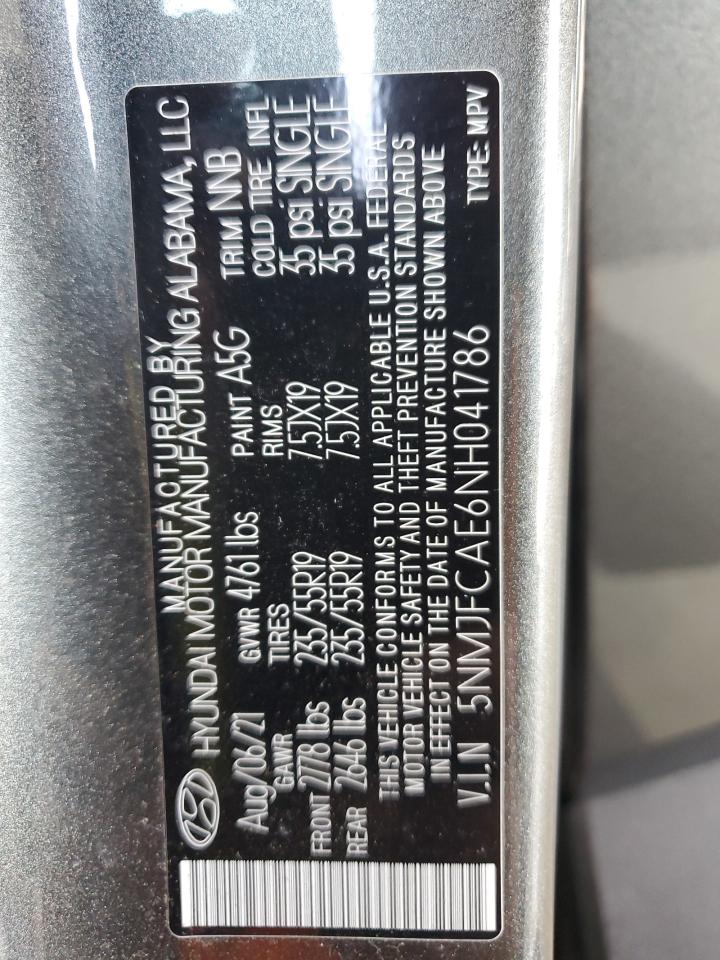 MANUFACTURED BY
HYUNDAI MOTOR MANUFACTURING ALABAMA, LLC
Aug/06/21 GVWR 4761 lbs PAINT A5G TRIM NNB
GAWR TIRES RIMS COLD TIRE INFL
FRONT 2778 lbs 235/55R19 7.5JX19 35 psi SINGLE
REAR 2646 lbs 235/55R19 7.5JX19 35 psi SINGLE
THIS VEHICLE CONFORMS TO ALL APPLICABLE U.S.A. FEDERAL
MOTOR VEHICLE SAFETY AND THEFT PREVENTION STANDARDS
IN EFFECT ON THE DATE OF MANUFACTURE SHOWN ABOVE
V.I.N 5NMJFCAE6NH041786 TYPE: MPV